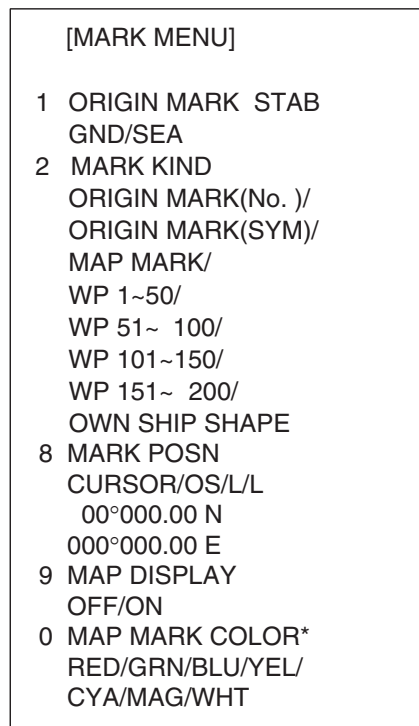 [MARK MENU]
1 ORIGIN MARK STAB
GND/SEA
2 MARK KIND
ORIGIN MARK(No. )/
ORIGIN MARK(SYM)/
MAP MARK/
WP 1~50/
WP 51~ 100/
WP 101~150/
WP 151~ 200/
OWN SHIP SHAPE
8 MARK POSN
CURSOR/OS/L/L
00°000.00 N
000°000.00 E
9 MAP DISPLAY
OFF/ON
0 MAP MARK COLOR*
RED/GRN/BLU/YEL/
CYA/MAG/WHT